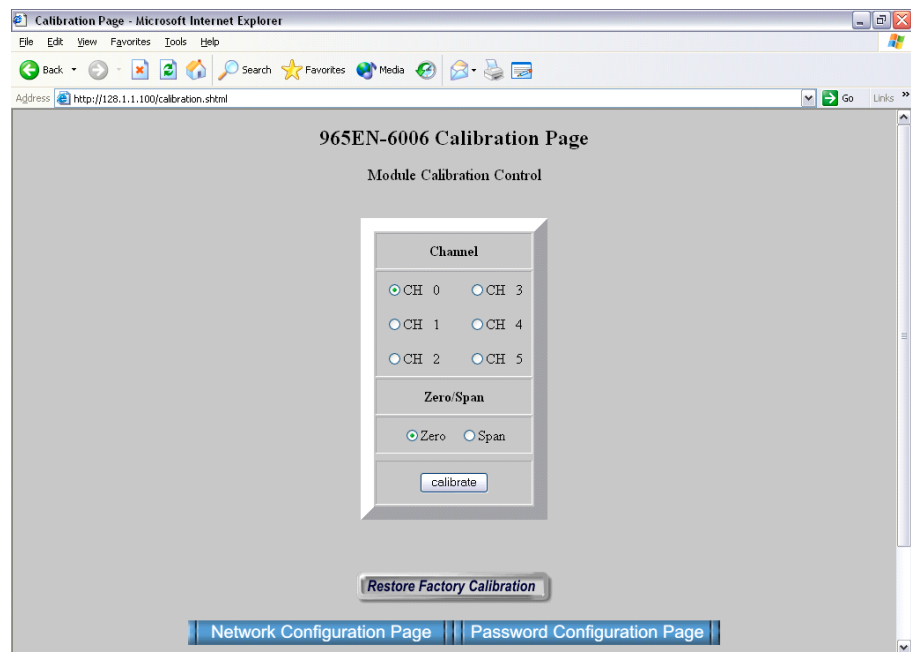 Calibration Page - Microsoft Internet Explorer
File Edit View Favorites Tools Help
Back Search Favorites Media
Address http://128.1.1.100/calibration.shtml Go Links »
965EN-6006 Calibration Page
Module Calibration Control
Channel
CH 0 CH 3
CH 1 CH 4
CH 2 CH 5
Zero/Span
Zero Span
calibrate
Restore Factory Calibration
Network Configuration Page Password Configuration Page